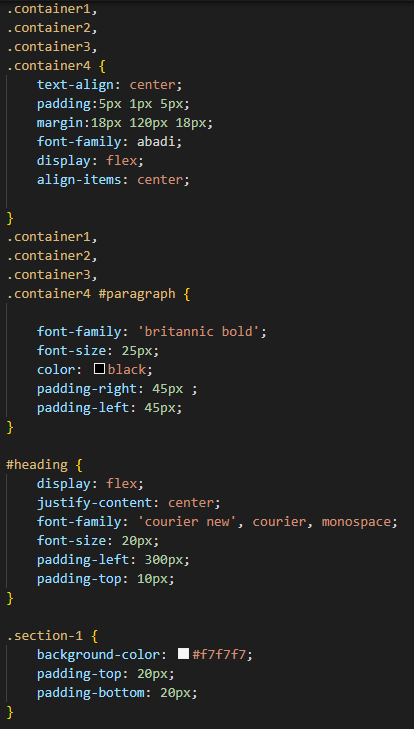 .container1,
.container2,
.container3,
.container4 {
    text-align: center;
    padding:5px 1px 5px;
    margin:18px 120px 18px;
    font-family: abadi;
    display: flex;
    align-items: center;

}
.container1,
.container2,
.container3,
.container4 #paragraph {

    font-family: 'britannic bold';
    font-size: 25px;
    color: black;
    padding-right: 45px ;
    padding-left: 45px;
}

#heading {
    display: flex;
    justify-content: center;
    font-family: 'courier new', courier, monospace;
    font-size: 20px;
    padding-left: 300px;
    padding-top: 10px;
}

.section-1 {
    background-color: #f7f7f7;
    padding-top: 20px;
    padding-bottom: 20px;
}